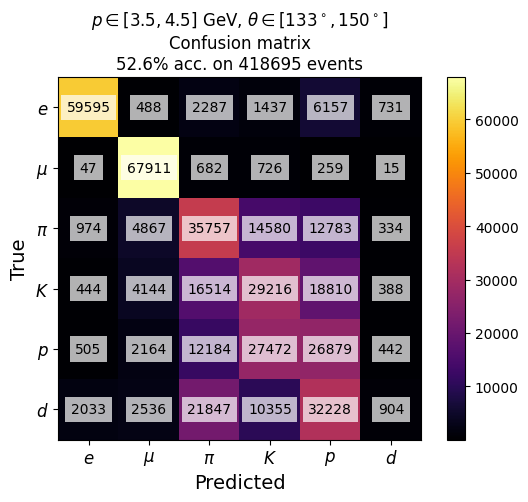 p ∈ [3.5, 4.5] GeV, θ ∈ [133°, 150°]
Confusion matrix
52.6% acc. on 418695 events
e 59595 488 2287 1437 6157 731
μ 47 67911 682 726 259 15
π 974 4867 35757 14580 12783 334
K 444 4144 16514 29216 18810 388
p 505 2164 12184 27472 26879 442
d 2033 2536 21847 10355 32228 904
e μ π K p d
Predicted
True
60000
50000
40000
30000
20000
10000